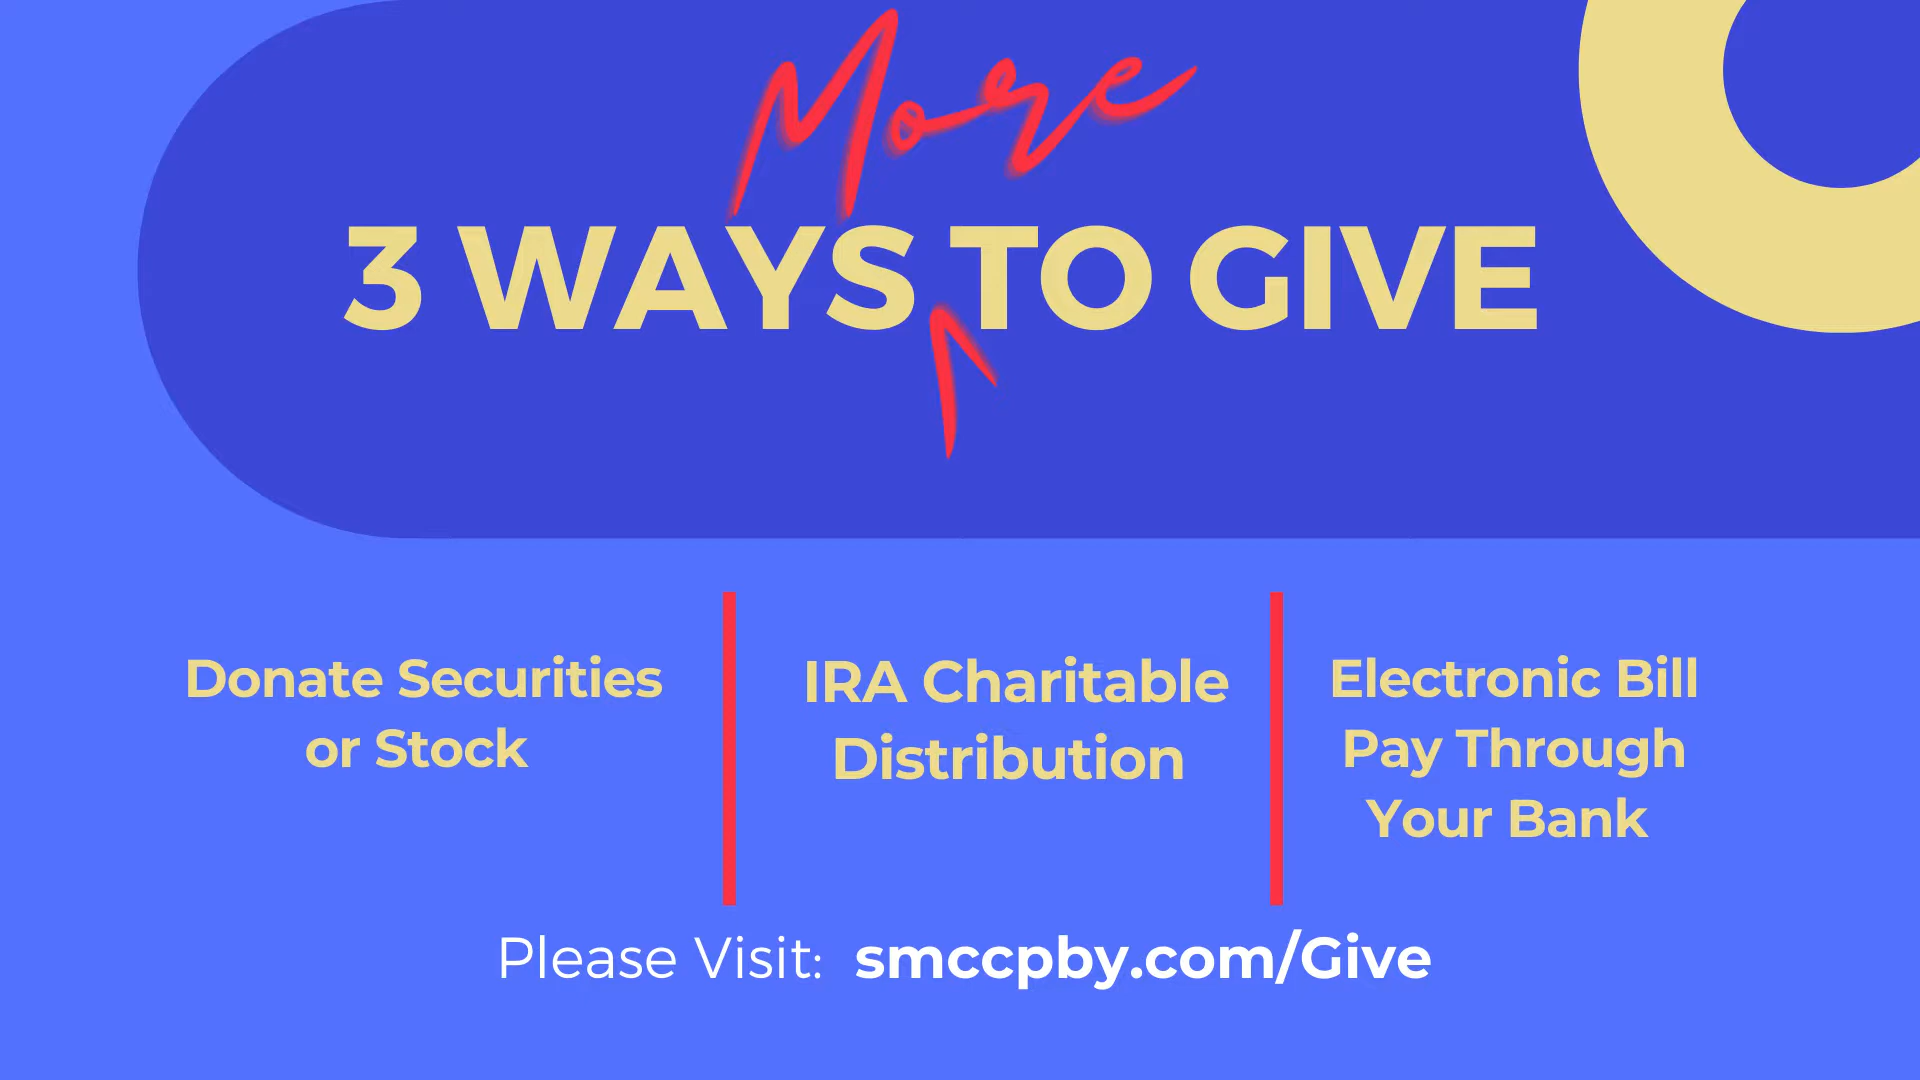 More
3 WAYS TO GIVE
Donate Securities
or Stock
IRA Charitable
Distribution
Electronic Bill
Pay Through
Your Bank
Please Visit: smccpby.com/Give